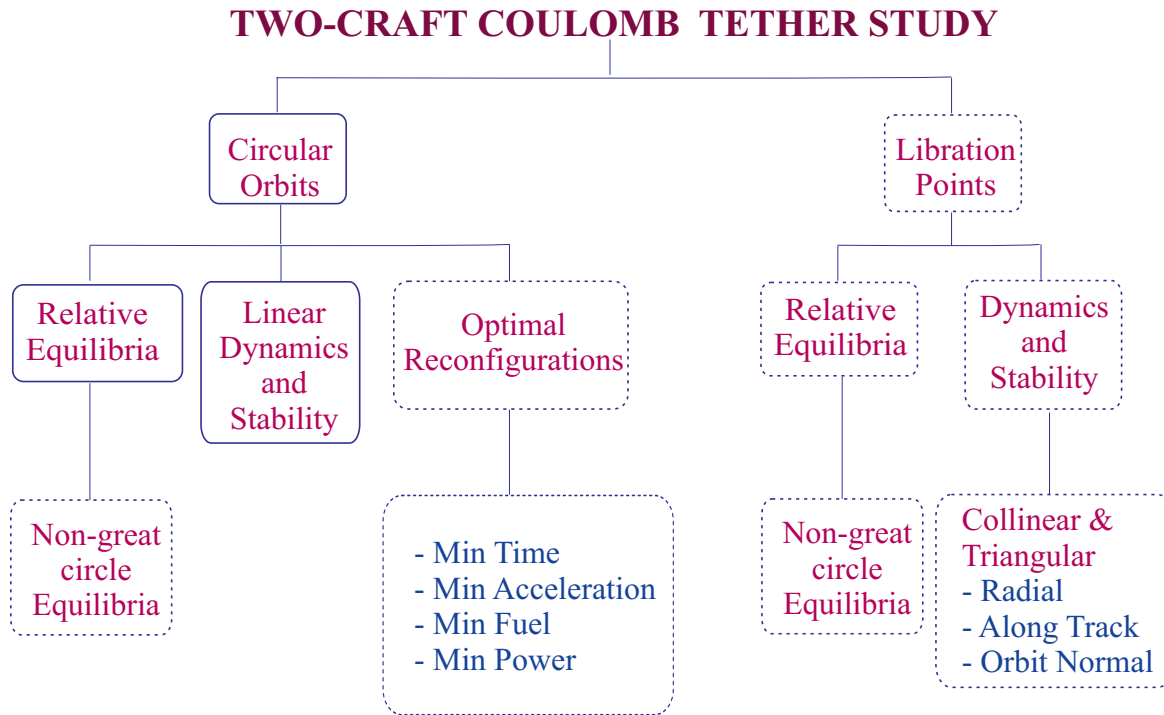 TWO-CRAFT COULOMB TETHER STUDY
Circular
Orbits
Libration
Points
Relative
Equilibria
Linear
Dynamics
and
Stability
Optimal
Reconfigurations
Relative
Equilibria
Dynamics
and
Stability
Non-great
circle
Equilibria
- Min Time
- Min Acceleration
- Min Fuel
- Min Power
Non-great
circle
Equilibria
Collinear &
Triangular
- Radial
- Along Track
- Orbit Normal